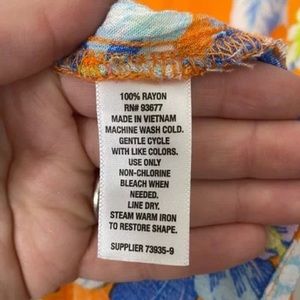 100% RAYON
RN# 93677
MADE IN VIETNAM
MACHINE WASH COLD.
GENTLE CYCLE
WITH LIKE COLORS.
USE ONLY
NON-CHLORINE
BLEACH WHEN
NEEDED.
LINE DRY.
STEAM WARM IRON
TO RESTORE SHAPE.
SUPPLIER 73935-9